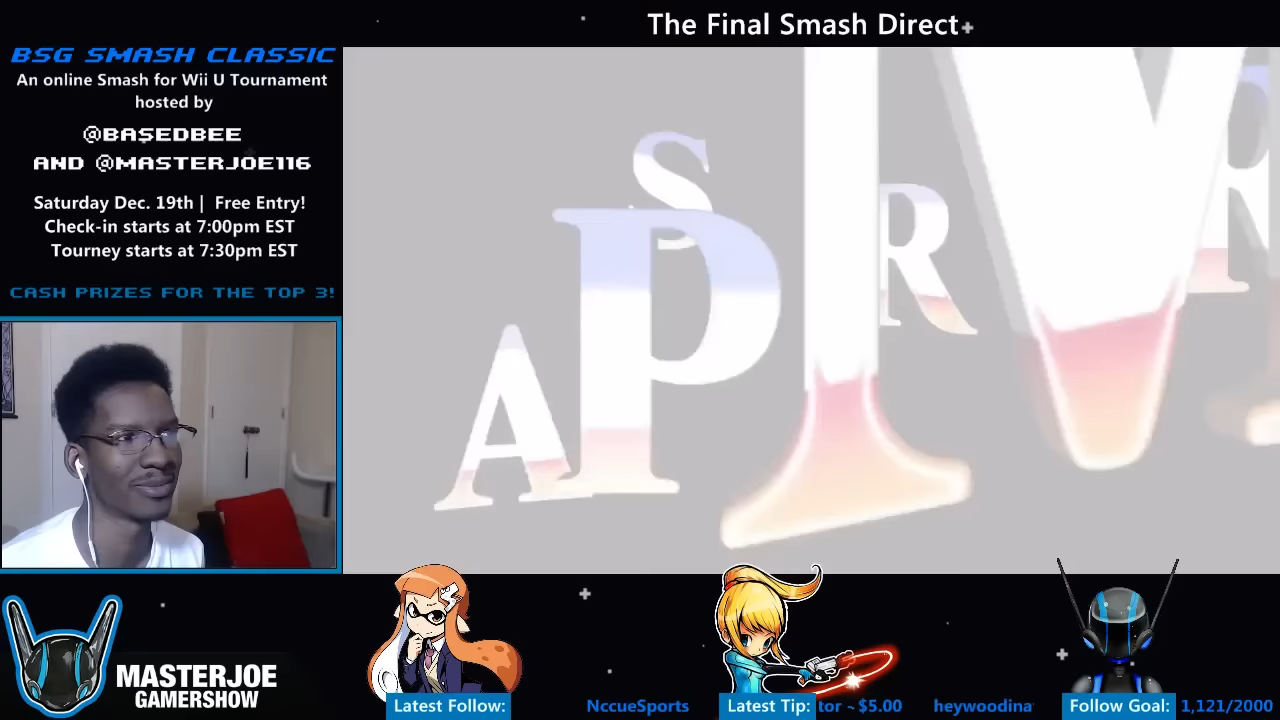 The Final Smash Direct
BSG SMASH CLASSIC
An online Smash for Wii U Tournament
hosted by
@BASEDBEE
AND @MASTERJOE116
Saturday Dec. 19th | Free Entry!
Check-in starts at 7:00pm EST
Tourney starts at 7:30pm EST
CASH PRIZES FOR THE TOP 3!
MASTERJOE
GAMERSHOW
Latest Follow:
NccueSports
Latest Tip:
tor ~ $5.00
heywoodina
Follow Goal:
1,121/2000